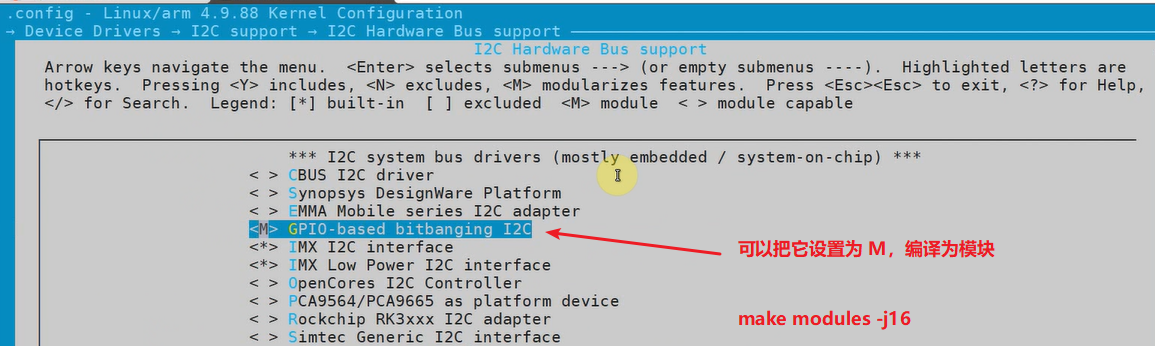 .config - Linux/arm 4.9.88 Kernel Configuration
→ Device Drivers → I2C support → I2C Hardware Bus support
I2C Hardware Bus support
Arrow keys navigate the menu.  <Enter> selects submenus ---> (or empty submenus ----).  Highlighted letters are
hotkeys.  Pressing <Y> includes, <N> excludes, <M> modularizes features.  Press <Esc><Esc> to exit, <?> for Help,
</> for Search.  Legend: [*] built-in  [ ] excluded  <M> module  < > module capable
*** I2C system bus drivers (mostly embedded / system-on-chip) ***
< > CBUS I2C driver
< > Synopsys DesignWare Platform
< > EMMA Mobile series I2C adapter
<M> GPIO-based bitbanging I2C
<*> IMX I2C interface
可以把它设置为 M，编译为模块
<*> IMX Low Power I2C interface
< > OpenCores I2C Controller
< > PCA9564/PCA9665 as platform device
< > Rockchip RK3xxx I2C adapter
make modules -j16
< > Simtec Generic I2C interface